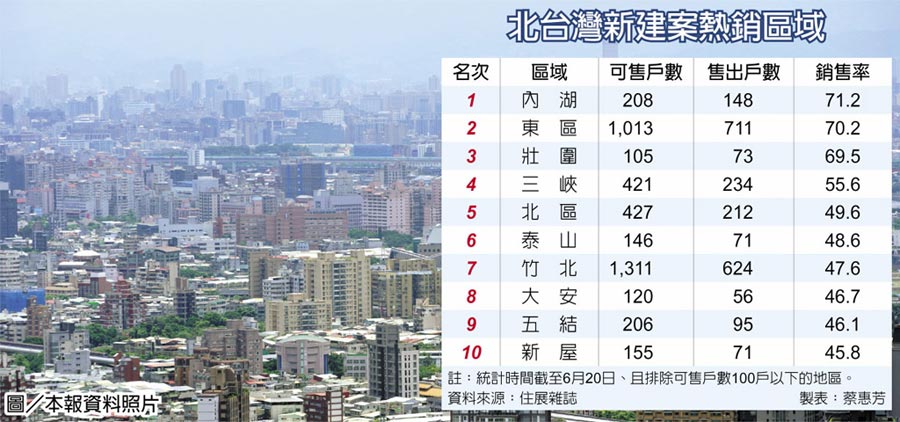 北台灣新建案熱銷區域
名次 區域 可售戶數 售出戶數 銷售率
1 內湖 208 148 71.2
2 東區 1,013 711 70.2
3 壯圍 105 73 69.5
4 三峽 421 234 55.6
5 北區 427 212 49.6
6 泰山 146 71 48.6
7 竹北 1,311 624 47.6
8 大安 120 56 46.7
9 五結 206 95 46.1
10 新屋 155 71 45.8
註：統計時間截至6月20日、且排除可售戶數100戶以下的地區。
資料來源：住展雜誌 製表：蔡惠芳
圖／本報資料照片